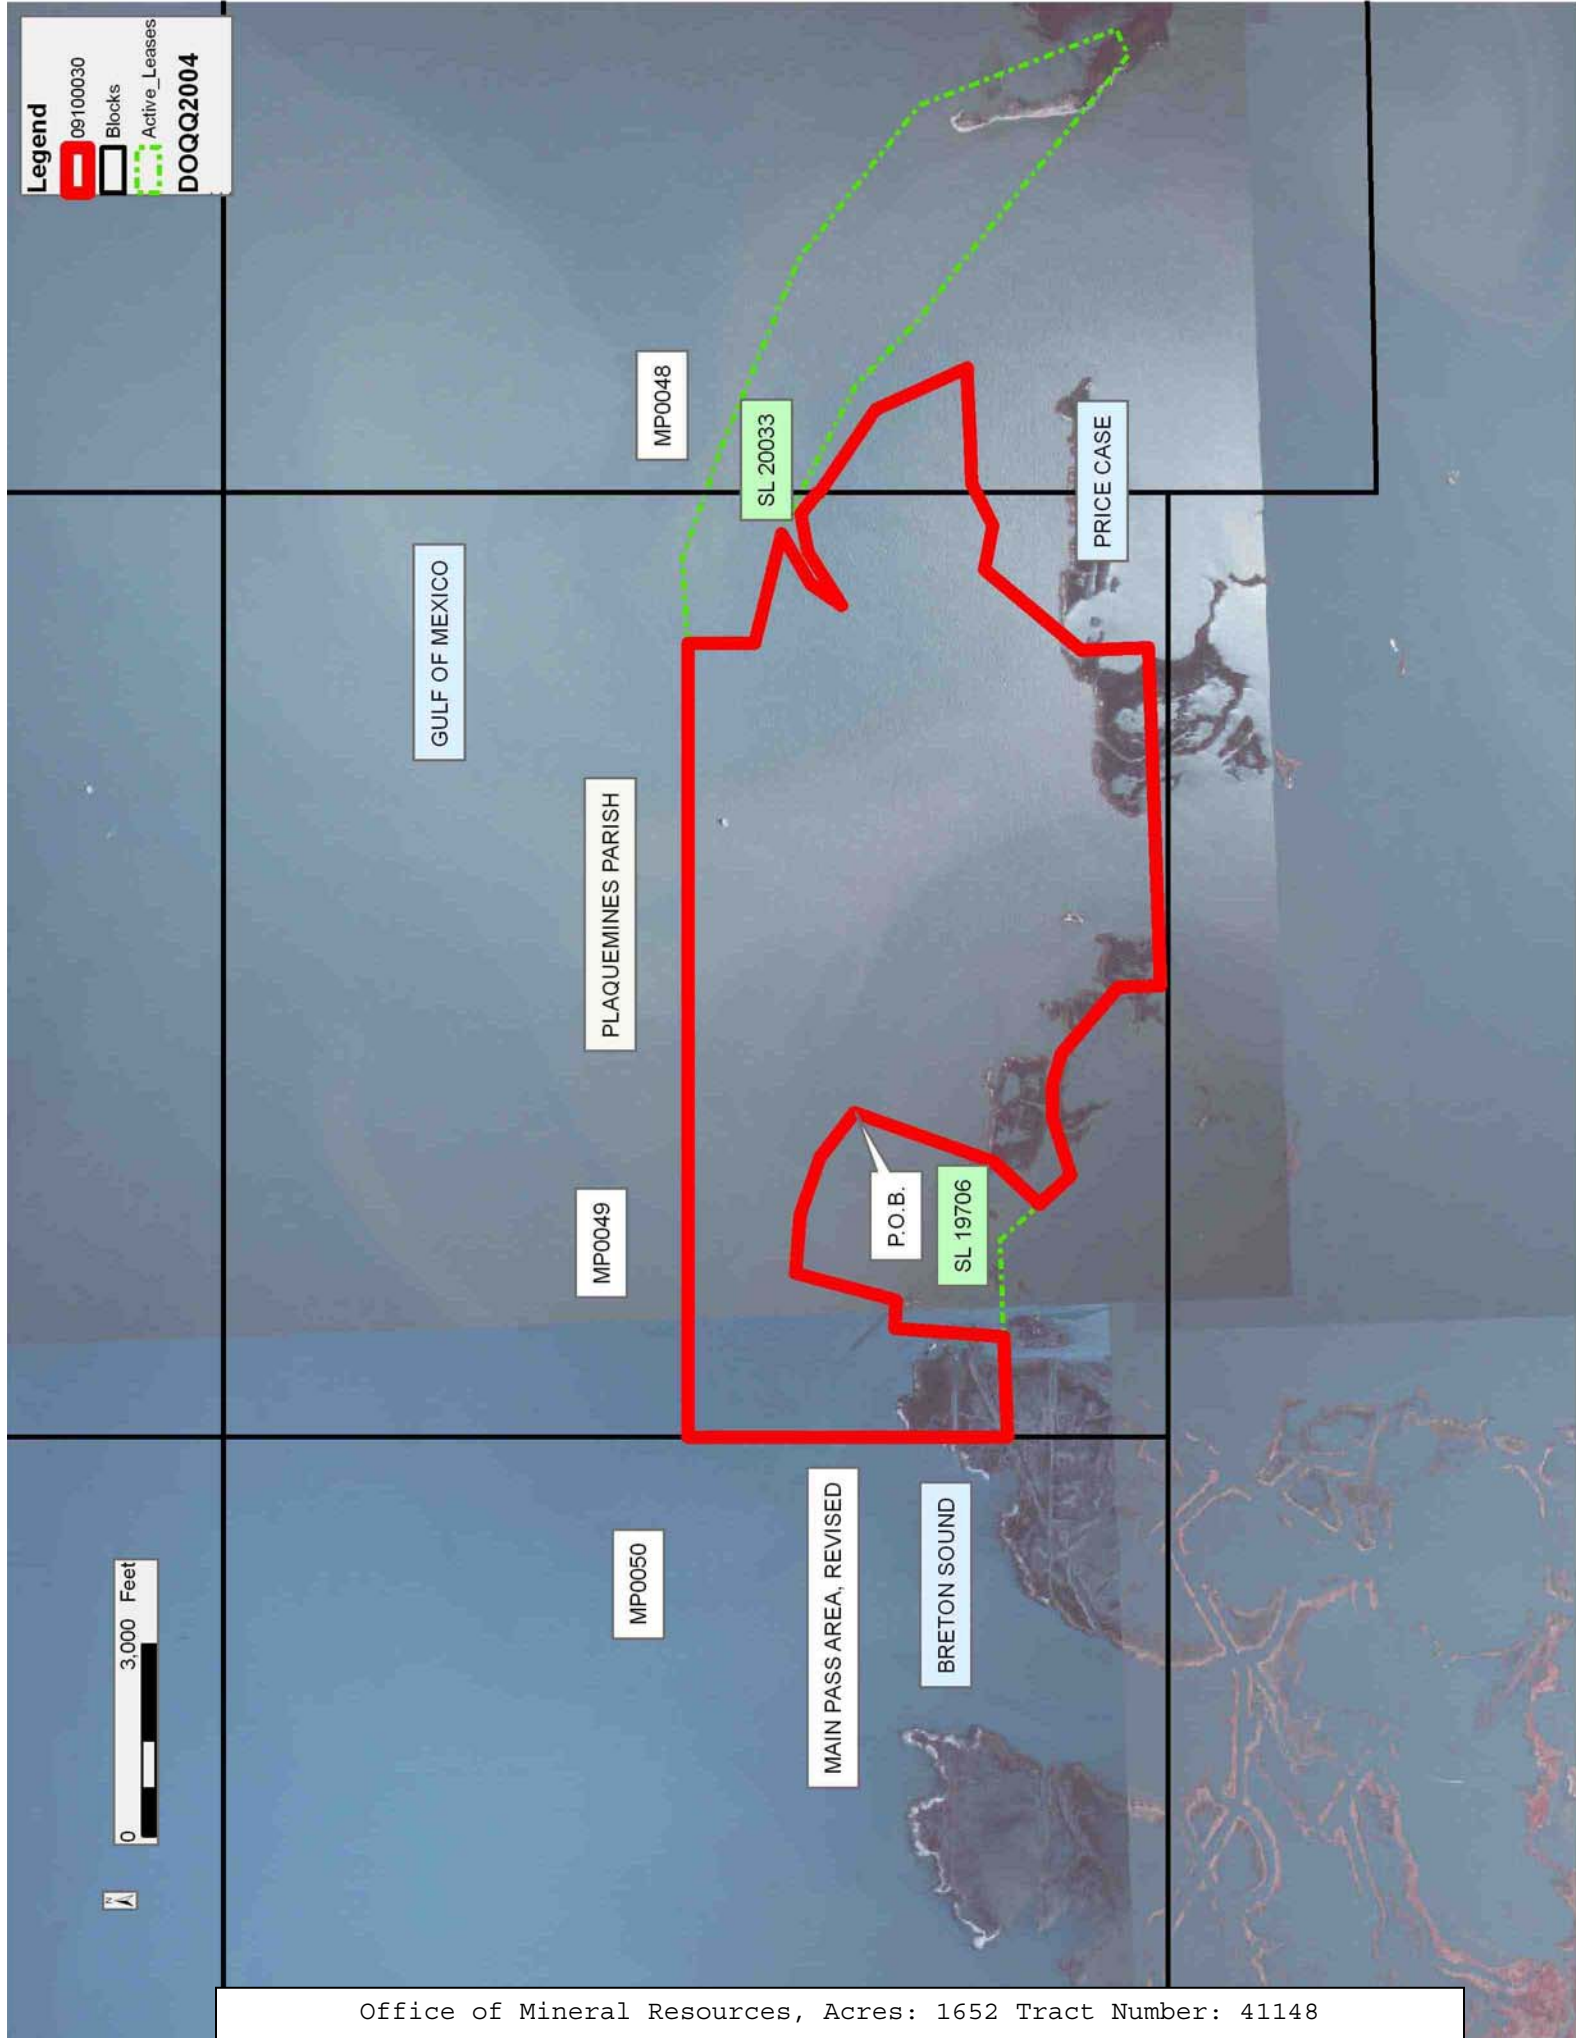 Legend
09100030
Blocks
Active_Leases
DOQQ2004
0 3,000 Feet
N
GULF OF MEXICO
PLAQUEMINES PARISH
MP0050
MP0049
MP0048
SL 20033
MAIN PASS AREA, REVISED
P.O.B.
BRETON SOUND
SL 19706
PRICE CASE
Office of Mineral Resources, Acres: 1652 Tract Number: 41148